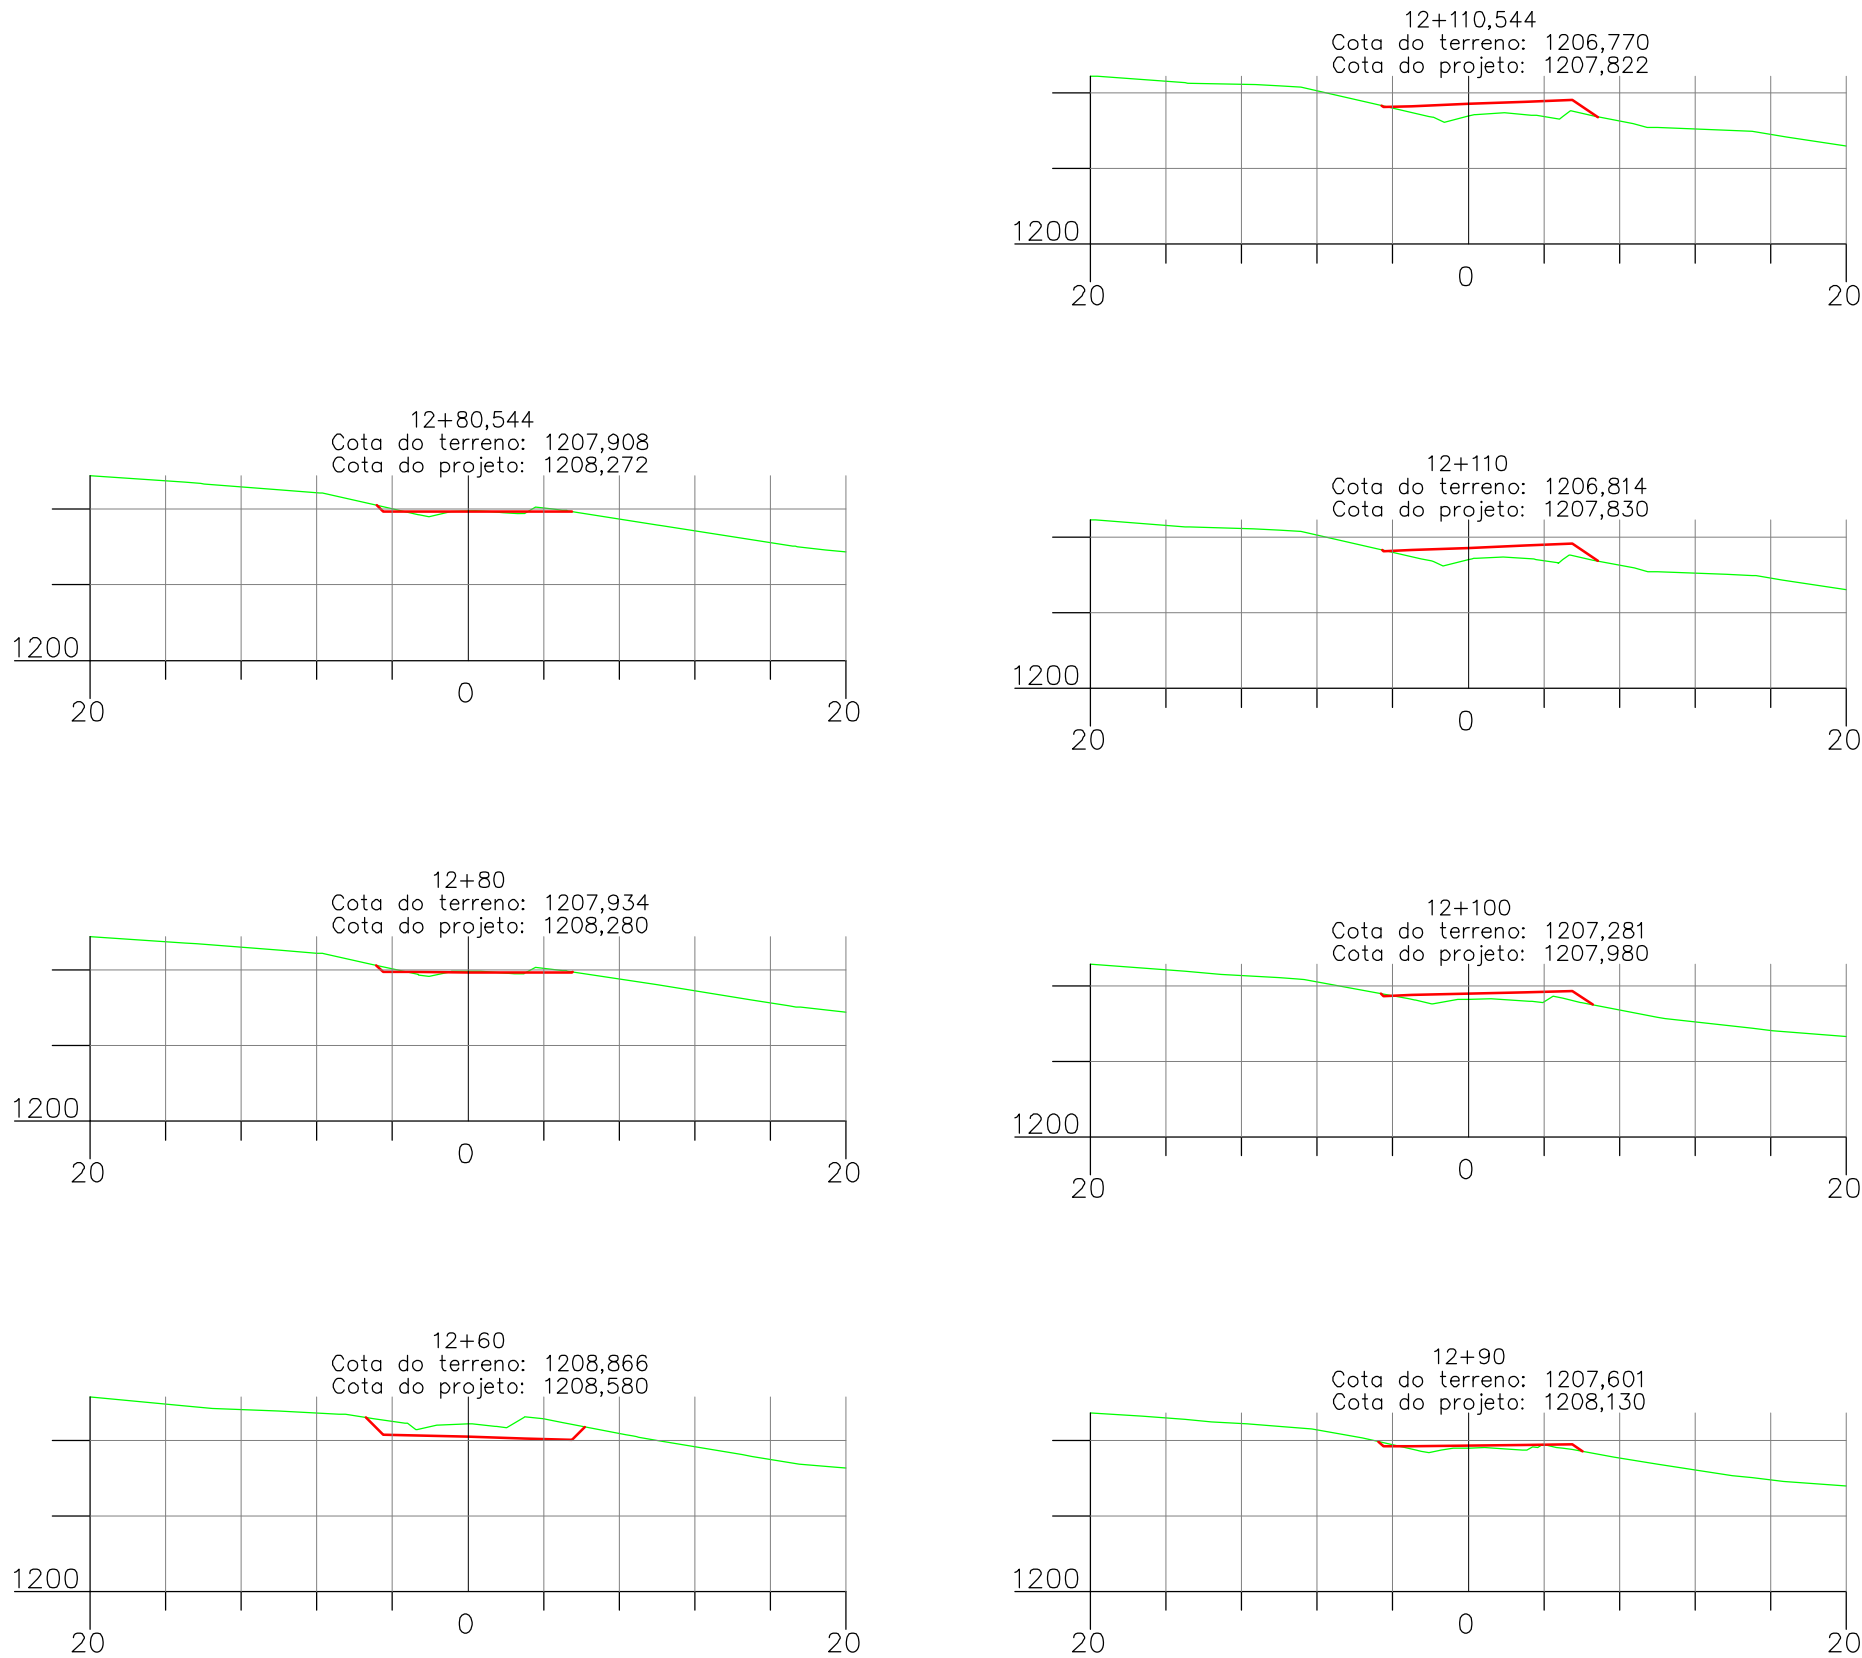 12+110,544
Cota do terreno: 1206,770
Cota do projeto: 1207,822
1200
0
20 20
12+80,544
Cota do terreno: 1207,908
Cota do projeto: 1208,272
1200
0
20 20
12+110
Cota do terreno: 1206,814
Cota do projeto: 1207,830
1200
0
20 20
12+80
Cota do terreno: 1207,934
Cota do projeto: 1208,280
1200
0
20 20
12+100
Cota do terreno: 1207,281
Cota do projeto: 1207,980
1200
0
20 20
12+60
Cota do terreno: 1208,866
Cota do projeto: 1208,580
1200
0
20 20
12+90
Cota do terreno: 1207,601
Cota do projeto: 1208,130
1200
0
20 20